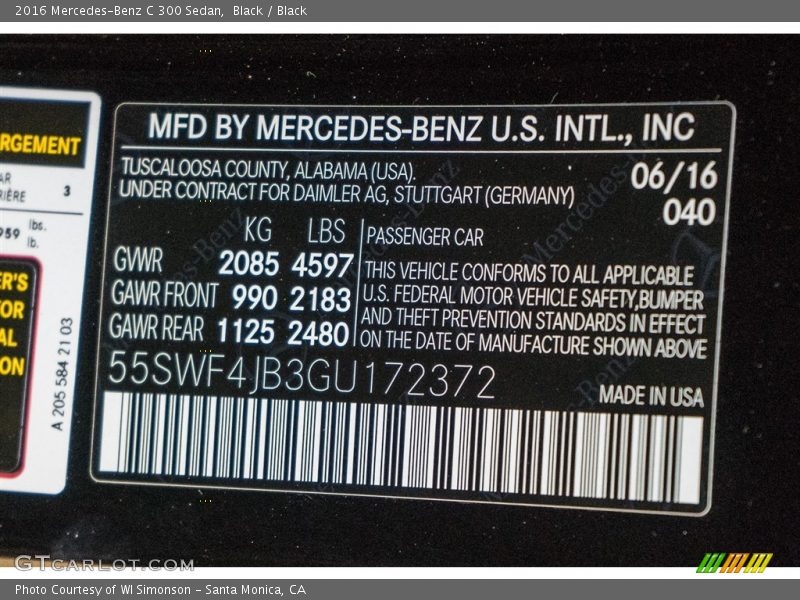 2016 Mercedes-Benz C 300 Sedan,  Black / Black
RGEMENT
3
959 lbs.
lb.
ER'S
TOR
AL
ON
A 205 584 21 03
MFD BY MERCEDES-BENZ U.S. INTL., INC
TUSCALOOSA COUNTY, ALABAMA (USA).
UNDER CONTRACT FOR DAIMLER AG, STUTTGART (GERMANY)
06/16
040
KG LBS
GVWR 2085 4597
GAWR FRONT 990 2183
GAWR REAR 1125 2480
PASSENGER CAR
THIS VEHICLE CONFORMS TO ALL APPLICABLE
U.S. FEDERAL MOTOR VEHICLE SAFETY, BUMPER
AND THEFT PREVENTION STANDARDS IN EFFECT
ON THE DATE OF MANUFACTURE SHOWN ABOVE
55SWF4JB3GU172372
MADE IN USA
GTCARLOT.COM
Photo Courtesy of WI Simonson - Santa Monica, CA